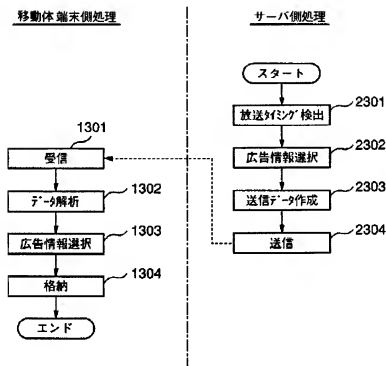 移動体端末側処理
1301
受信
1302
データ解析
1303
広告情報選択
1304
格納
エンド
サーバ側処理
スタート
2301
放送タイミング検出
2302
広告情報選択
2303
送信データ作成
2304
送信